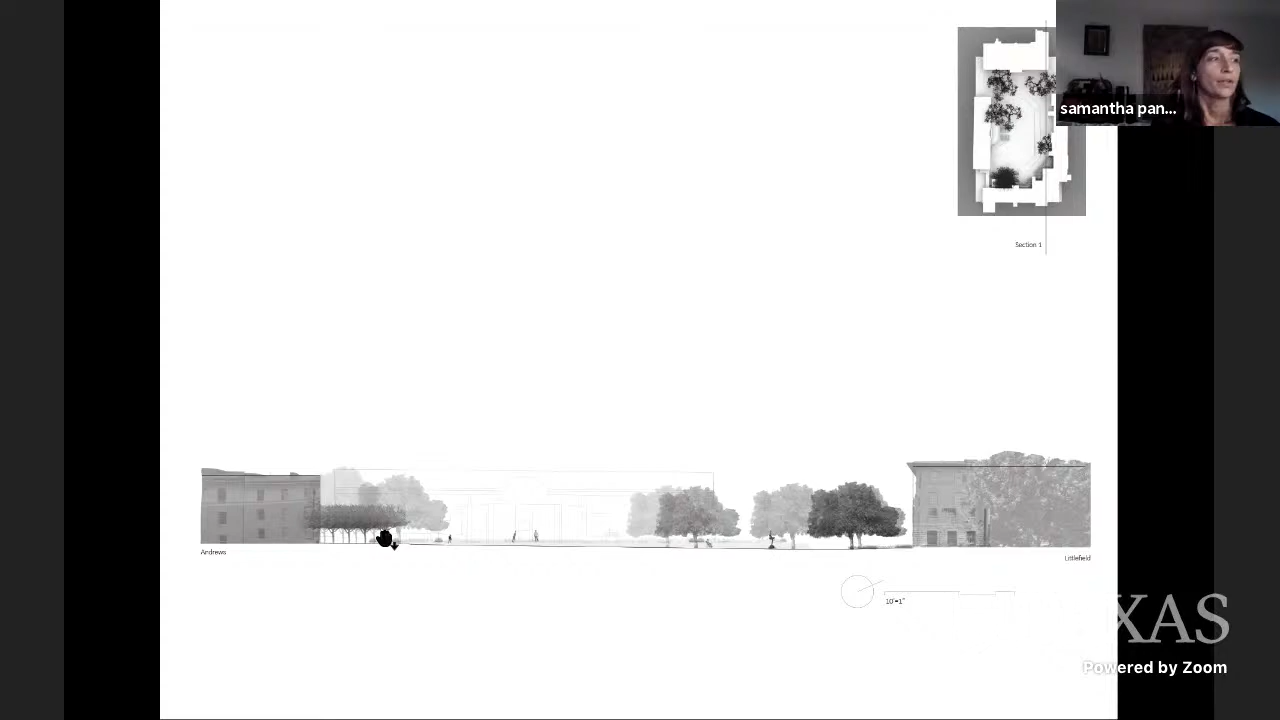 samantha pan...
Section 1
Andrews
Littlefield
10'=1"
XAS
Powered by Zoom